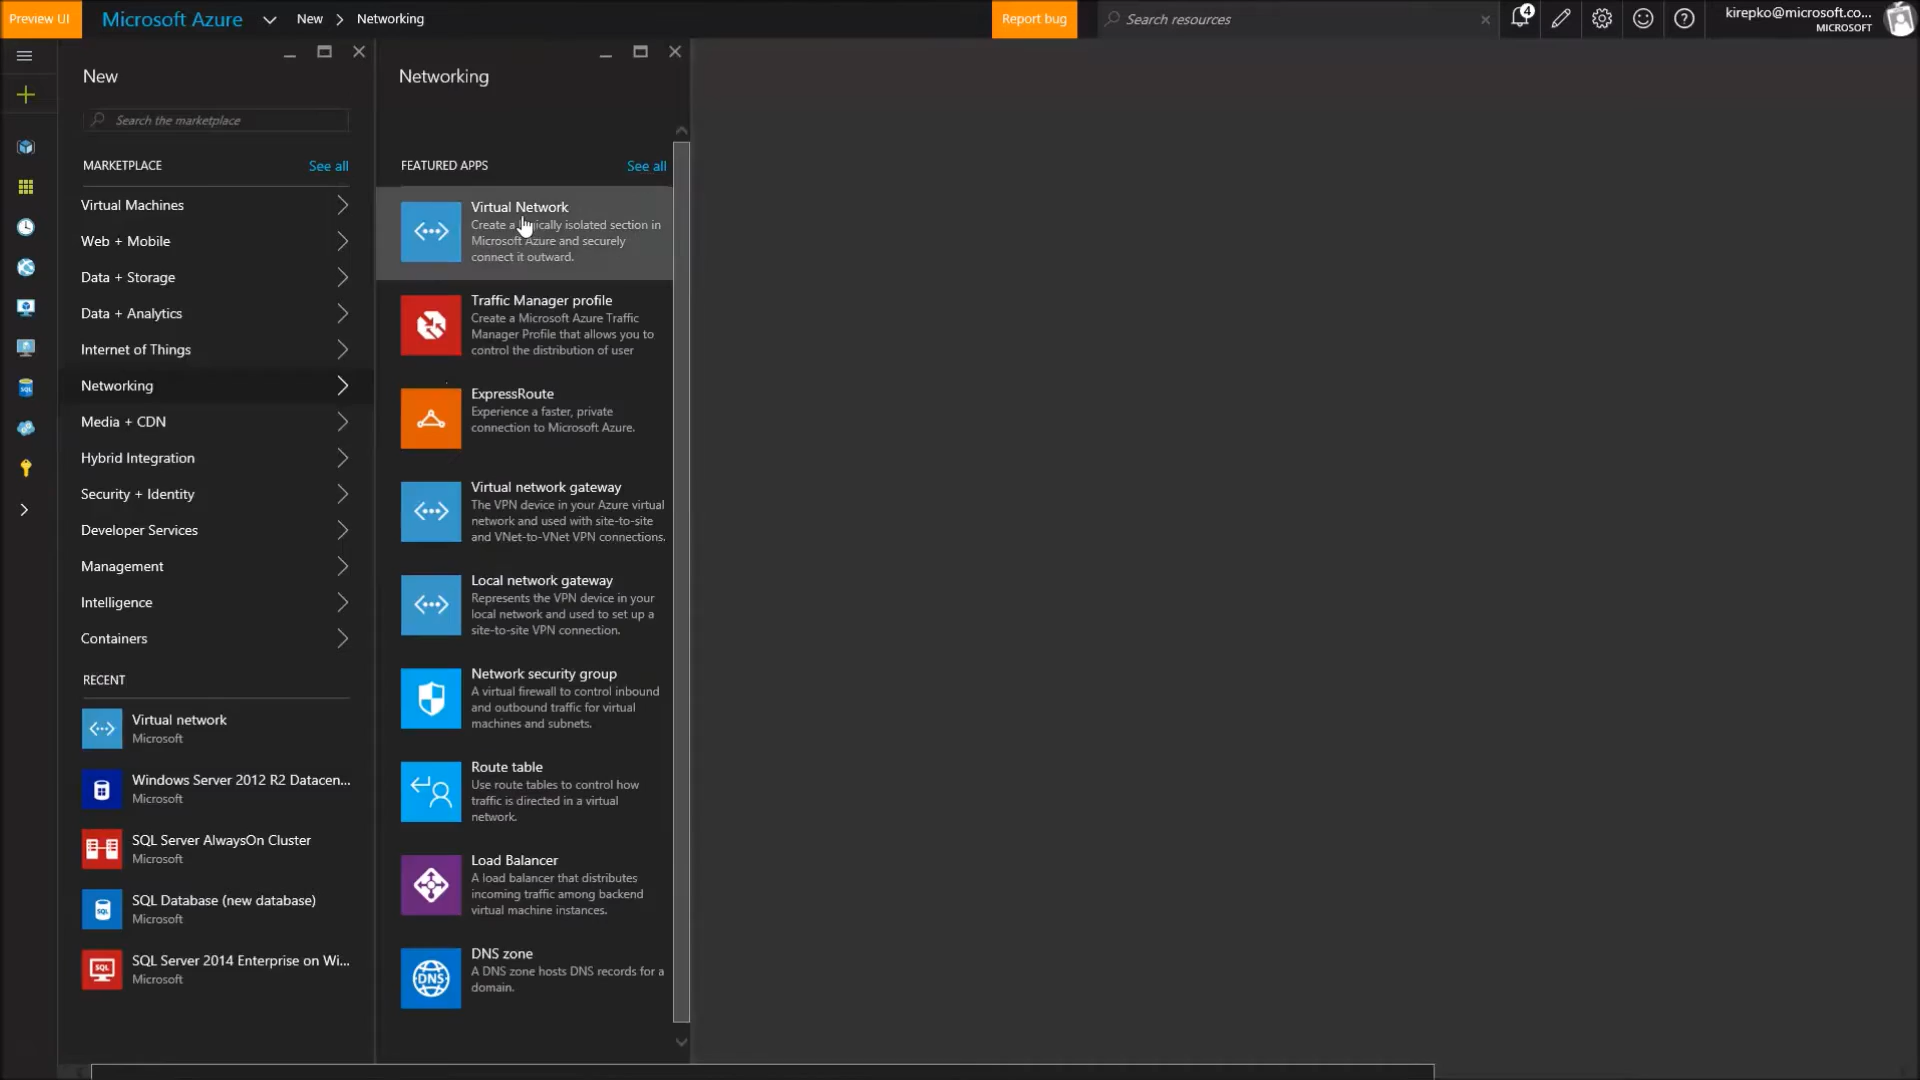 Preview UI
Microsoft Azure
New
Networking
Report bug
Search resources
4
kirepko@microsoft.co...
MICROSOFT
New
Search the marketplace
MARKETPLACE
See all
Virtual Machines
Web + Mobile
Data + Storage
Data + Analytics
Internet of Things
Networking
Media + CDN
Hybrid Integration
Security + Identity
Developer Services
Management
Intelligence
Containers
RECENT
Virtual network
Microsoft
Windows Server 2012 R2 Datacen...
Microsoft
SQL Server AlwaysOn Cluster
Microsoft
SQL Database (new database)
Microsoft
SQL Server 2014 Enterprise on Wi...
Microsoft
Networking
FEATURED APPS
See all
Virtual Network
Create a logically isolated section in
Microsoft Azure and securely
connect it outward.
Traffic Manager profile
Create a Microsoft Azure Traffic
Manager Profile that allows you to
control the distribution of user
ExpressRoute
Experience a faster, private
connection to Microsoft Azure.
Virtual network gateway
The VPN device in your Azure virtual
network and used with site-to-site
and VNet-to-VNet VPN connections.
Local network gateway
Represents the VPN device in your
local network and used to set up a
site-to-site VPN connection.
Network security group
A virtual firewall to control inbound
and outbound traffic for virtual
machines and subnets.
Route table
Use route tables to control how
traffic is directed in a virtual
network.
Load Balancer
A load balancer that distributes
incoming traffic among backend
virtual machine instances.
DNS
DNS zone
A DNS zone hosts DNS records for a
domain.
SQL
SQL
SQL